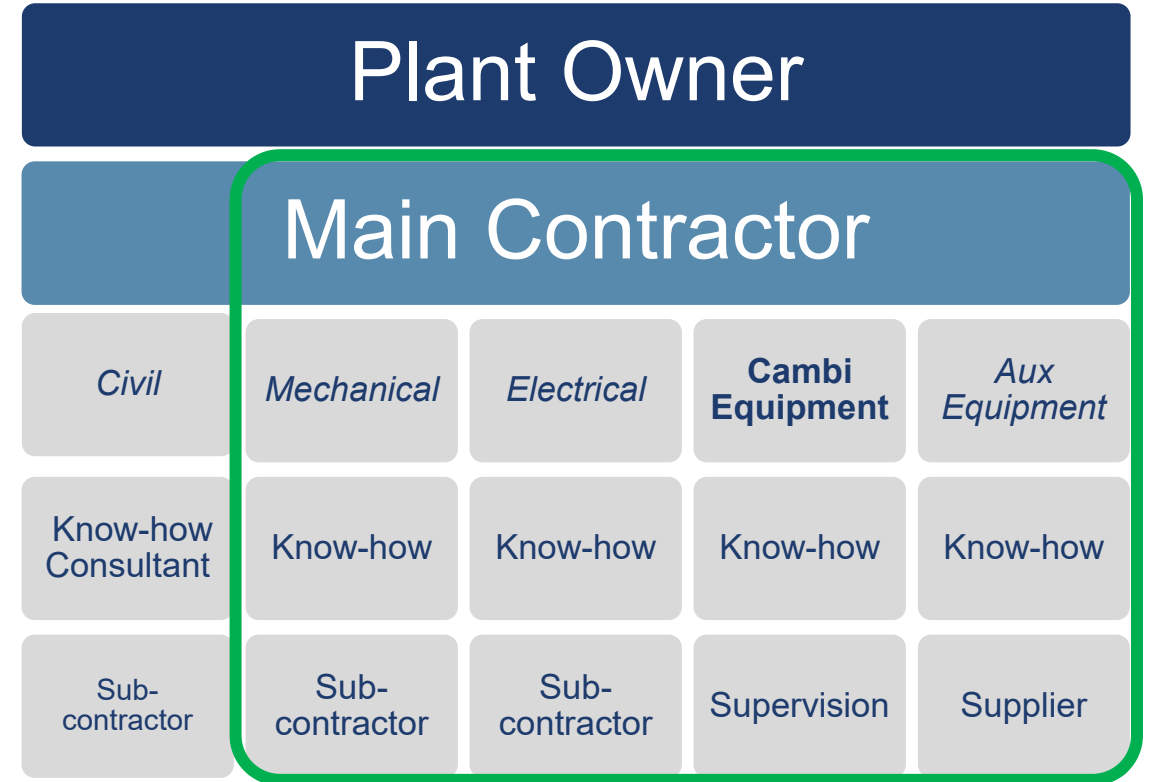 Plant Owner
Main Contractor
Civil
Mechanical
Electrical
Cambi
Equipment
Aux
Equipment
Know-how
Consultant
Know-how
Know-how
Know-how
Know-how
Sub-
contractor
Sub-
contractor
Sub-
contractor
Supervision
Supplier